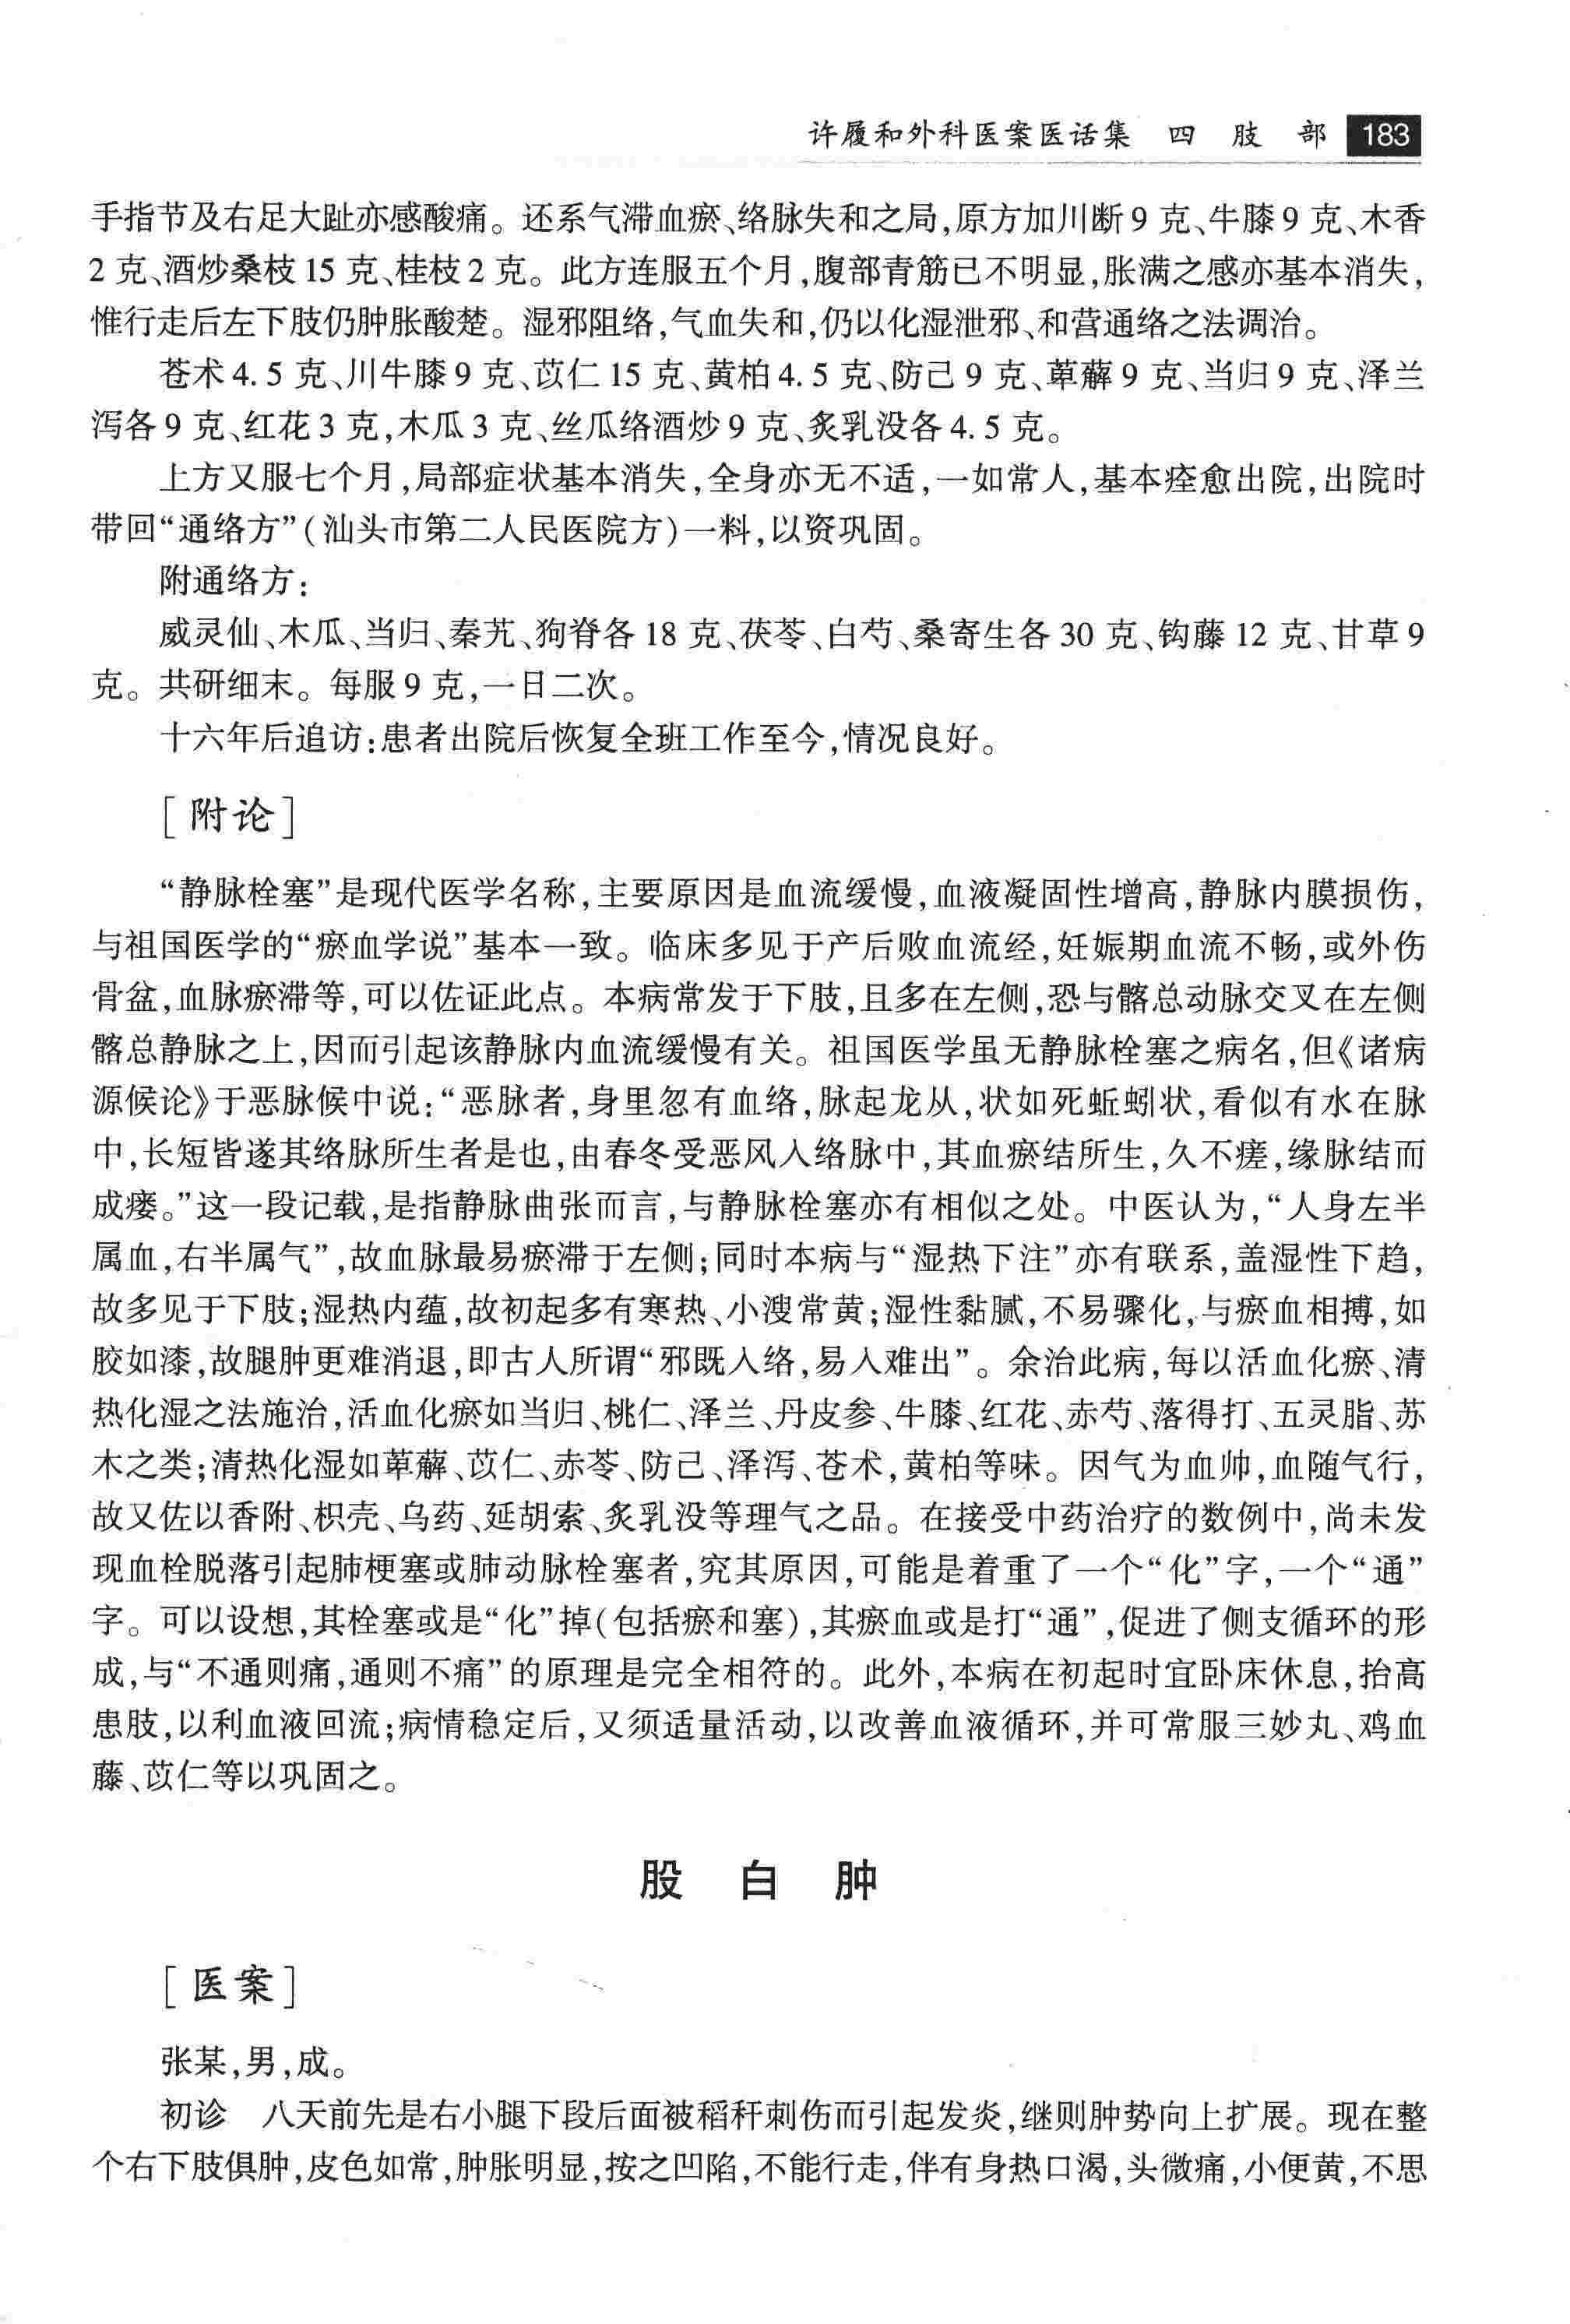 许履和外科医案医话集 四 肢 部 183
手指节及右足大趾亦感酸痛。还系气滞血瘀、络脉失和之局,原方加川断9克、牛膝9克、木香
2克、酒炒桑枝15克、桂枝2克。此方连服五个月,腹部青筋已不明显,胀满之感亦基本消失,
惟行走后左下肢仍肿胀酸楚。湿邪阻络,气血失和,仍以化湿泄邪、和营通络之法调治。
苍术4.5克、川牛膝9克、苡仁15克、黄柏4.5克、防己9克、萆薢9克、当归9克、泽兰
泻各9克、红花3克,木瓜3克、丝瓜络酒炒9克、炙乳没各4.5克。
上方又服七个月,局部症状基本消失,全身亦无不适,一如常人,基本痊愈出院,出院时
带回“通络方”(汕头市第二人民医院方)一料,以资巩固。
附通络方:
威灵仙、木瓜、当归、秦艽、狗脊各18克、茯苓、白芍、桑寄生各30克、钩藤12克、甘草9
克。共研细末。每服9克,一日二次。
十六年后追访:患者出院后恢复全班工作至今,情况良好。
[附论]
“静脉栓塞”是现代医学名称,主要原因是血流缓慢,血液凝固性增高,静脉内膜损伤,
与祖国医学的“瘀血学说”基本一致。临床多见于产后败血流经,妊娠期血流不畅,或外伤
骨盆,血脉瘀滞等,可以佐证此点。本病常发于下肢,且多在左侧,恐与髂总动脉交叉在左侧
髂总静脉之上,因而引起该静脉内血流缓慢有关。祖国医学虽无静脉栓塞之病名,但《诸病
源候论》于恶脉候中说:“恶脉者,身里忽有血络,脉起龙从,状如死蚯蚓状,看似有水在脉
中,长短皆遂其络脉所生者是也,由春冬受恶风入络脉中,其血瘀结所生,久不瘥,缘脉结而
成瘘。”这一段记载,是指静脉曲张而言,与静脉栓塞亦有相似之处。中医认为,“人身左半
属血,右半属气”,故血脉最易瘀滞于左侧;同时本病与“湿热下注”亦有联系,盖湿性下趋,
故多见于下肢;湿热内蕴,故初起多有寒热、小溲常黄;湿性黏腻,不易骤化,与瘀血相搏,如
胶如漆,故腿肿更难消退,即古人所谓“邪既入络,易入难出”。余治此病,每以活血化瘀、清
热化湿之法施治,活血化瘀如当归、桃仁、泽兰、丹皮参、牛膝、红花、赤芍、落得打、五灵脂、苏
木之类;清热化湿如萆薢、苡仁、赤苓、防己、泽泻、苍术,黄柏等味。因气为血帅,血随气行,
故又佐以香附、枳壳、乌药、延胡索、炙乳没等理气之品。在接受中药治疗的数例中,尚未发
现血栓脱落引起肺梗塞或肺动脉栓塞者,究其原因,可能是着重了一个“化”字,一个“通”
字。可以设想,其栓塞或是“化”掉(包括瘀和塞),其瘀血或是打“通”,促进了侧支循环的形
成,与“不通则痛,通则不痛”的原理是完全相符的。此外,本病在初起时宜卧床休息,抬高
患肢,以利血液回流;病情稳定后,又须适量活动,以改善血液循环,并可常服三妙丸、鸡血
藤、苡仁等以巩固之。
股 白 肿
[医案]
张某,男,成。
初诊 八天前先是右小腿下段后面被稻秆刺伤而引起发炎,继则肿势向上扩展。现在整
个右下肢俱肿,皮色如常,肿胀明显,按之凹陷,不能行走,伴有身热口渴,头微痛,小便黄,不思